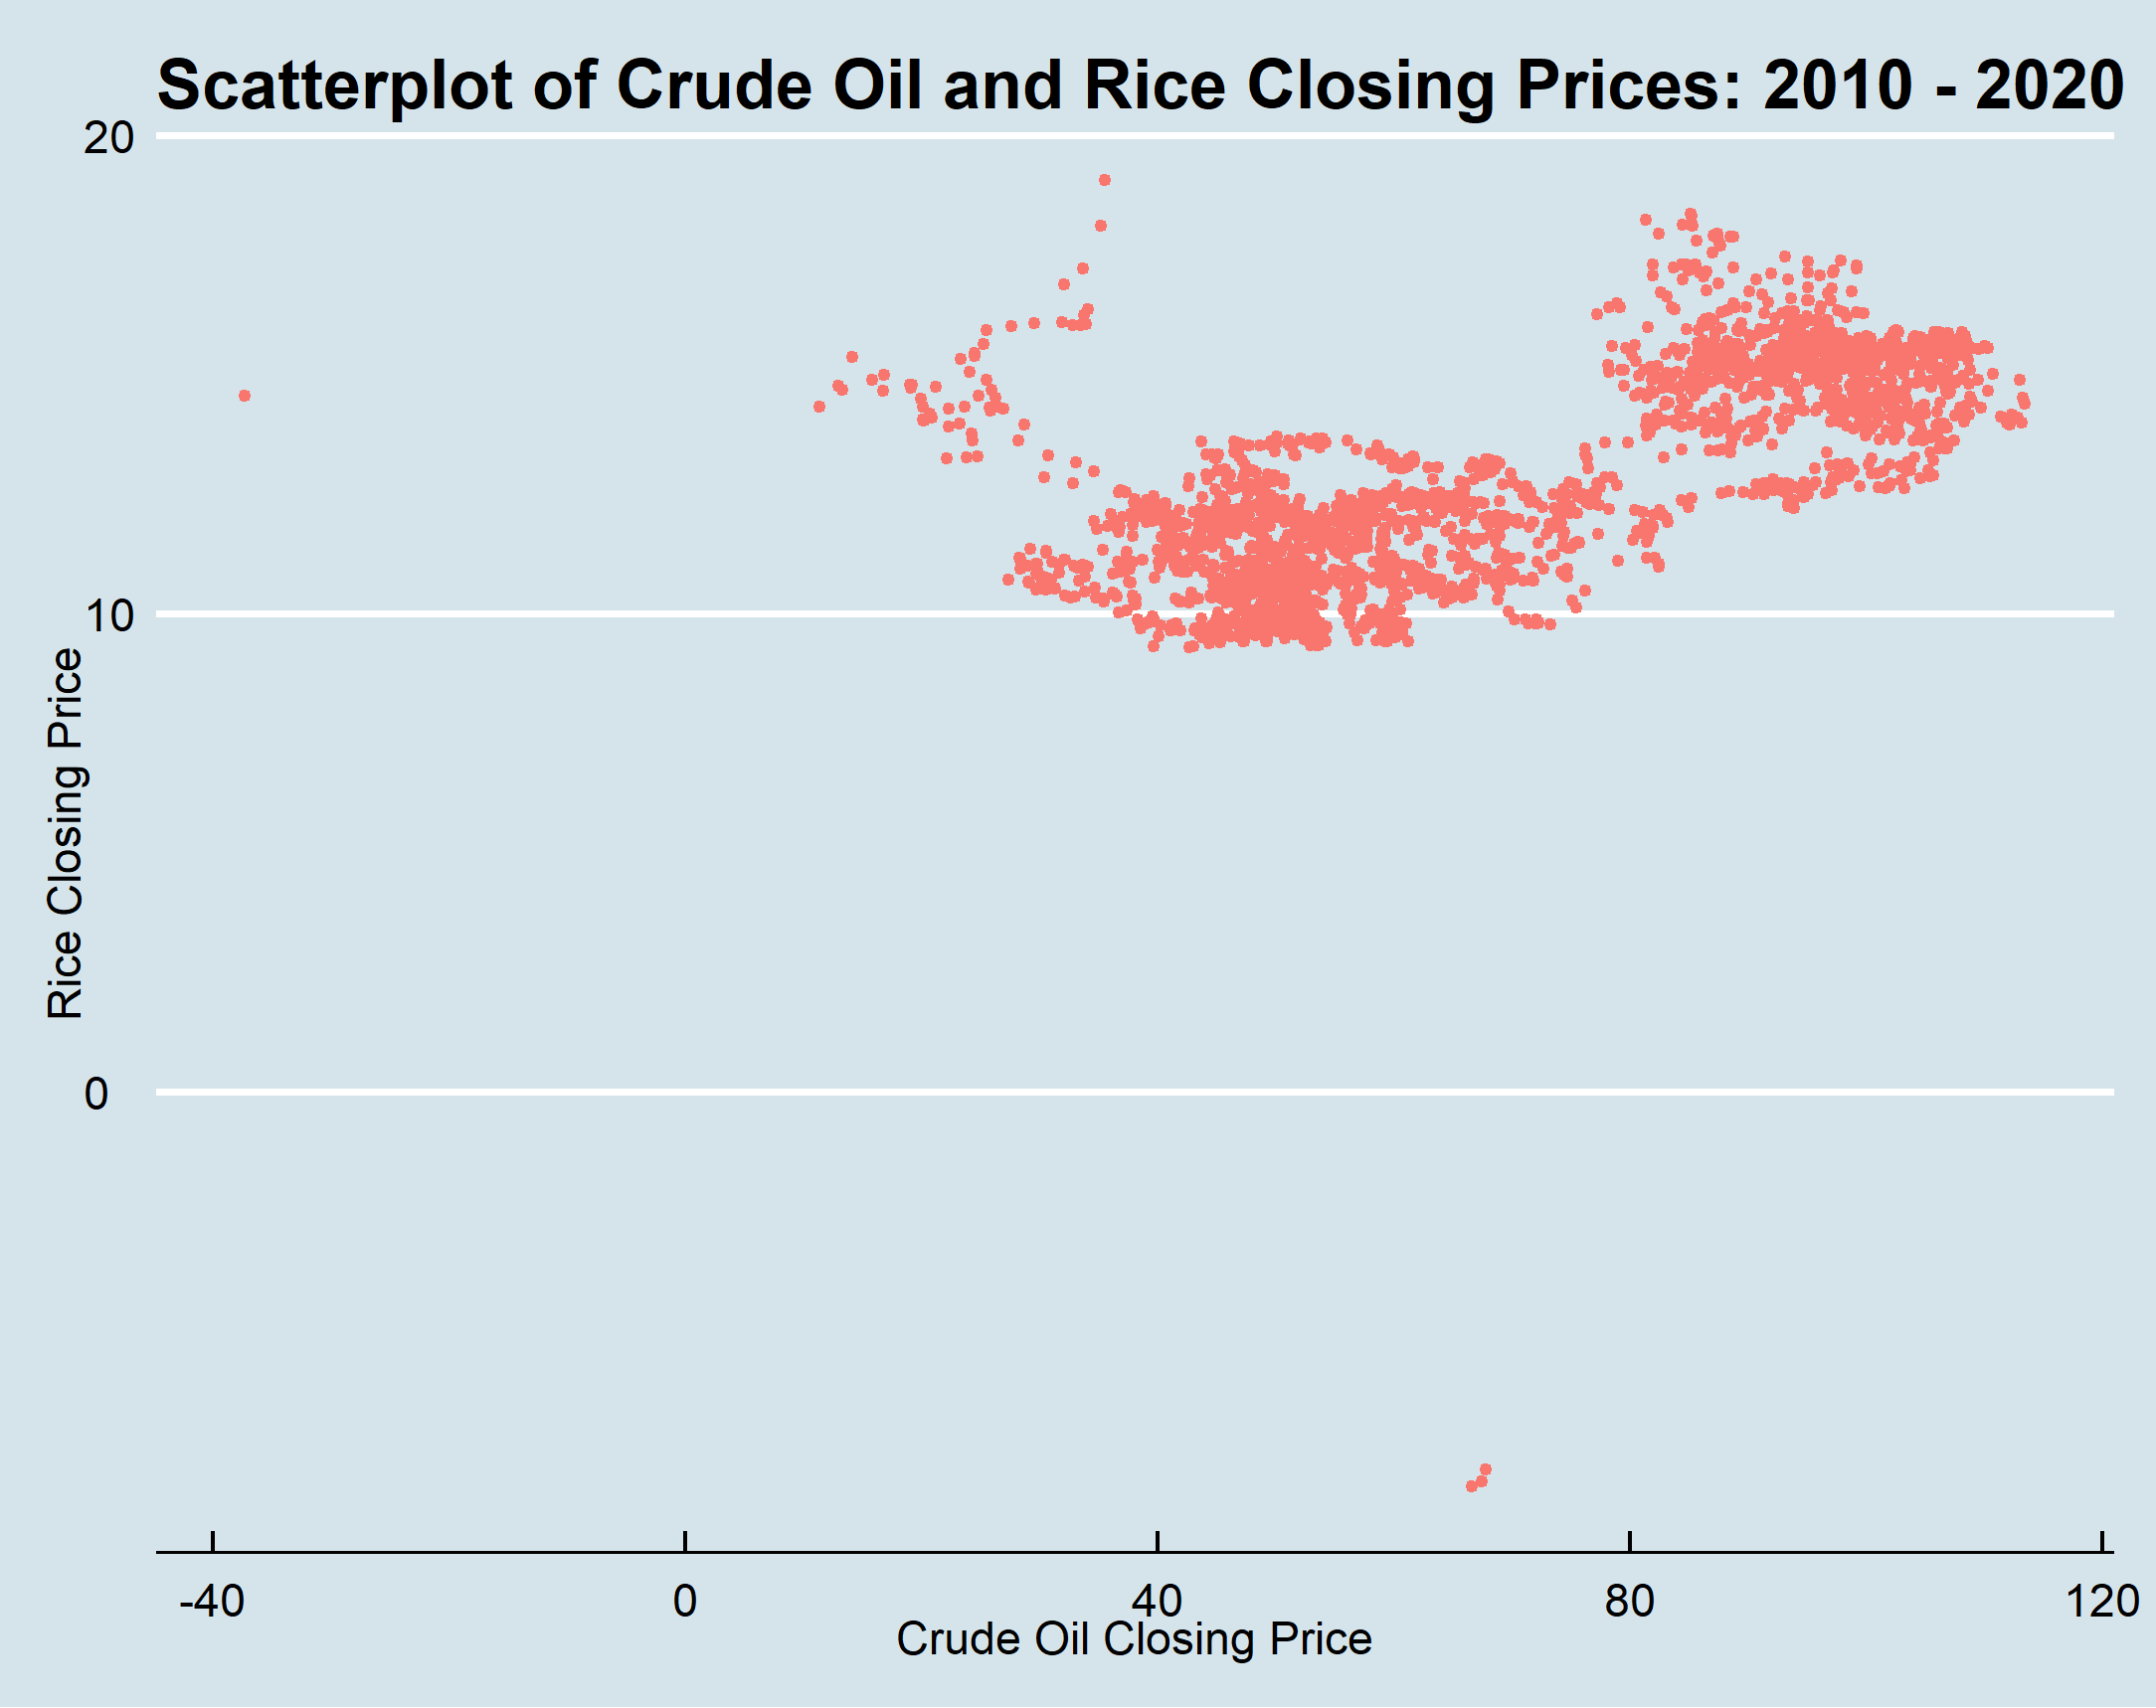 Scatterplot of Crude Oil and Rice Closing Prices: 2010 - 2020
20
10
0
Rice Closing Price
-40 0 40 80 120
Crude Oil Closing Price